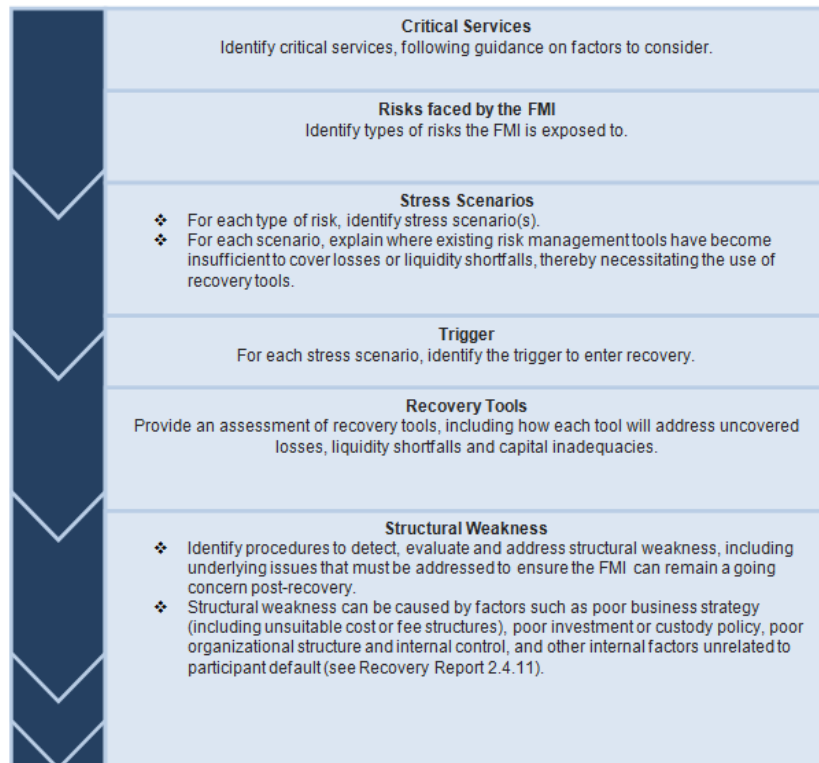 Critical Services
Identify critical services, following guidance on factors to consider.
Risks faced by the FMI
Identify types of risks the FMI is exposed to.
Stress Scenarios
❖ For each type of risk, identify stress scenario(s).
❖ For each scenario, explain where existing risk management tools have become
insufficient to cover losses or liquidity shortfalls, thereby necessitating the use of
recovery tools.
Trigger
For each stress scenario, identify the trigger to enter recovery.
Recovery Tools
Provide an assessment of recovery tools, including how each tool will address uncovered
losses, liquidity shortfalls and capital inadequacies.
Structural Weakness
❖ Identify procedures to detect, evaluate and address structural weakness, including
underlying issues that must be addressed to ensure the FMI can remain a going
concern post-recovery.
❖ Structural weakness can be caused by factors such as poor business strategy
(including unsuitable cost or fee structures), poor investment or custody policy, poor
organizational structure and internal control, and other internal factors unrelated to
participant default (see Recovery Report 2.4.11).